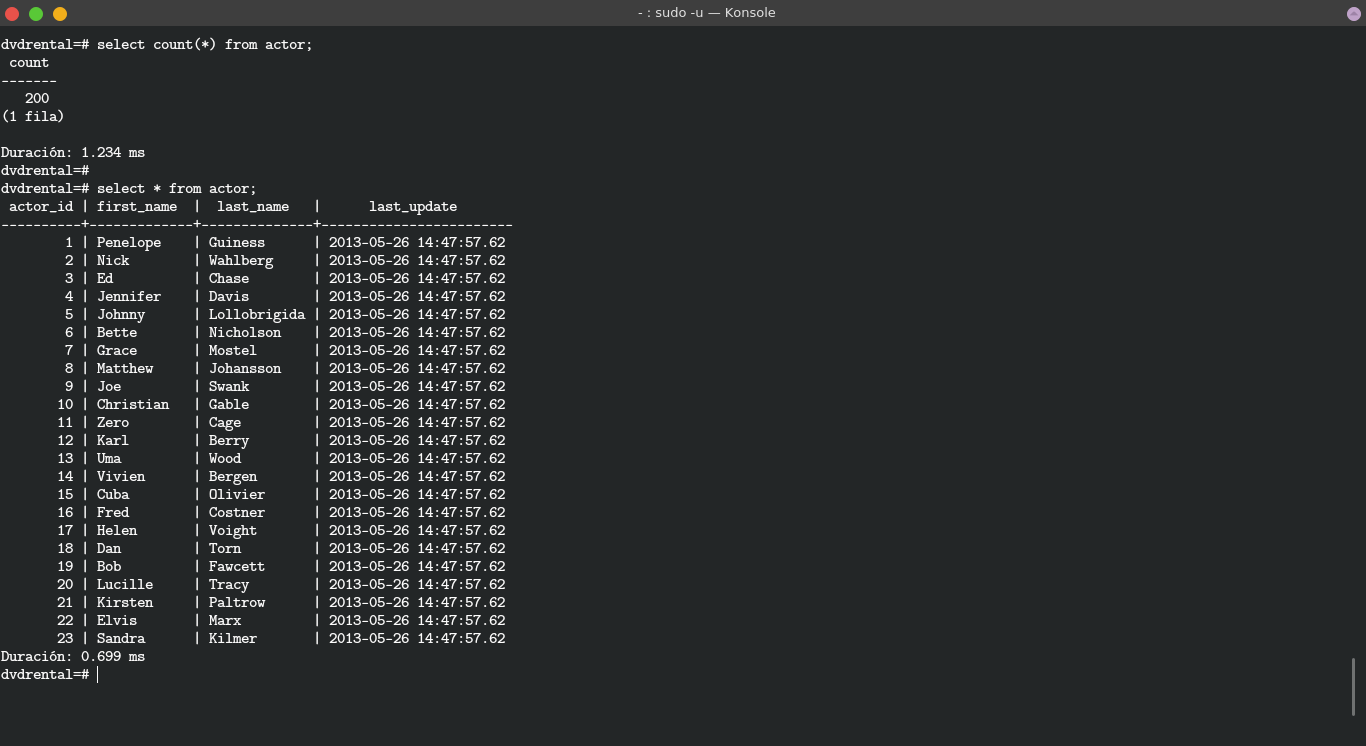 - : sudo -u — Konsole
dvdrental=# select count(*) from actor;
 count
-------
   200
(1 fila)

Duración: 1.234 ms
dvdrental=#
dvdrental=# select * from actor;
 actor_id | first_name  |  last_name   |      last_update
----------+-------------+--------------+------------------------
        1 | Penelope    | Guiness      | 2013-05-26 14:47:57.62
        2 | Nick        | Wahlberg     | 2013-05-26 14:47:57.62
        3 | Ed          | Chase        | 2013-05-26 14:47:57.62
        4 | Jennifer    | Davis        | 2013-05-26 14:47:57.62
        5 | Johnny      | Lollobrigida | 2013-05-26 14:47:57.62
        6 | Bette       | Nicholson    | 2013-05-26 14:47:57.62
        7 | Grace       | Mostel       | 2013-05-26 14:47:57.62
        8 | Matthew     | Johansson    | 2013-05-26 14:47:57.62
        9 | Joe         | Swank        | 2013-05-26 14:47:57.62
       10 | Christian   | Gable        | 2013-05-26 14:47:57.62
       11 | Zero        | Cage         | 2013-05-26 14:47:57.62
       12 | Karl        | Berry        | 2013-05-26 14:47:57.62
       13 | Uma         | Wood         | 2013-05-26 14:47:57.62
       14 | Vivien      | Bergen       | 2013-05-26 14:47:57.62
       15 | Cuba        | Olivier      | 2013-05-26 14:47:57.62
       16 | Fred        | Costner      | 2013-05-26 14:47:57.62
       17 | Helen       | Voight       | 2013-05-26 14:47:57.62
       18 | Dan         | Torn         | 2013-05-26 14:47:57.62
       19 | Bob         | Fawcett      | 2013-05-26 14:47:57.62
       20 | Lucille     | Tracy        | 2013-05-26 14:47:57.62
       21 | Kirsten     | Paltrow      | 2013-05-26 14:47:57.62
       22 | Elvis       | Marx         | 2013-05-26 14:47:57.62
       23 | Sandra      | Kilmer       | 2013-05-26 14:47:57.62
Duración: 0.699 ms
dvdrental=#